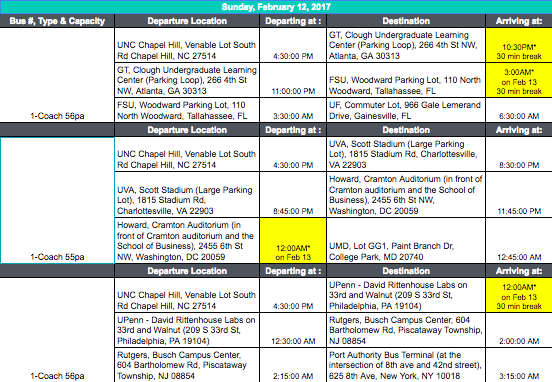 Sunday, February 12, 2017
Bus #, Type & Capacity Departure Location Departing at : Destination Arriving at:
UNC Chapel Hill, Venable Lot South
Rd Chapel Hill, NC 27514 4:30:00 PM
GT, Clough Undergraduate Learning
Center (Parking Loop), 266 4th St NW,
Atlanta, GA 30313
10:30PM*
30 min break
GT, Clough Undergraduate Learning
Center (Parking Loop), 266 4th St
NW, Atlanta, GA 30313 11:00:00 PM
FSU, Woodward Parking Lot, 110 North
Woodward, Tallahassee, FL
3:00AM*
on Feb 13
30 min break
1-Coach 56pa
FSU, Woodward Parking Lot, 110
North Woodward, Tallahassee, FL 3:30:00 AM
UF, Commuter Lot, 966 Gale Lemerand
Drive, Gainesville, FL 6:30:00 AM
Departure Location Departing at : Destination Arriving at:
UNC Chapel Hill, Venable Lot South
Rd Chapel Hill, NC 27514 4:30:00 PM
UVA, Scott Stadium (Large Parking
Lot), 1815 Stadium Rd, Charlottesville,
VA 22903 8:30:00 PM
UVA, Scott Stadium (Large Parking
Lot), 1815 Stadium Rd,
Charlottesville, VA 22903 8:45:00 PM
Howard, Cramton Auditorium (in front of
Cramton auditorium and the School of
Business), 2455 6th St NW,
Washington, DC 20059 11:45:00 PM
1-Coach 55pa
Howard, Cramton Auditorium (in
front of Cramton auditorium and the
School of Business), 2455 6th St
NW, Washington, DC 20059
12:00AM*
on Feb 13
UMD, Lot GG1, Paint Branch Dr,
College Park, MD 20740 12:45:00 AM
Departure Location Departing at : Destination Arriving at:
UNC Chapel Hill, Venable Lot South
Rd Chapel Hill, NC 27514 4:30:00 PM
UPenn - David Rittenhouse Labs on
33rd and Walnut (209 S 33rd St,
Philadelphia, PA 19104)
12:00AM*
on Feb 13
30 min break
UPenn - David Rittenhouse Labs on
33rd and Walnut (209 S 33rd St,
Philadelphia, PA 19104) 12:30:00 AM
Rutgers, Busch Campus Center, 604
Bartholomew Rd, Piscataway Township,
NJ 08854 2:00:00 AM
1-Coach 56pa
Rutgers, Busch Campus Center,
604 Bartholomew Rd, Piscataway
Township, NJ 08854 2:15:00 AM
Port Authority Bus Terminal (at the
intersection of 8th ave and 42nd street),
625 8th Ave, New York, NY 10018 3:15:00 AM